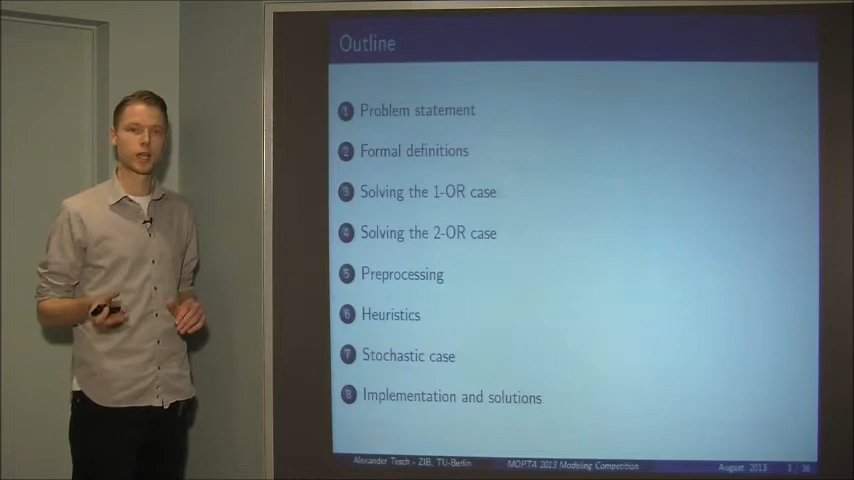 Outline
1 Problem statement
2 Formal definitions
3 Solving the 1-OR case
4 Solving the 2-OR case
5 Preprocessing
6 Heuristics
7 Stochastic case
8 Implementation and solutions
Alexander Tesch - ZIB, TU-Berlin MOPTA 2013 Modeling Competition August, 2013 3 / 36